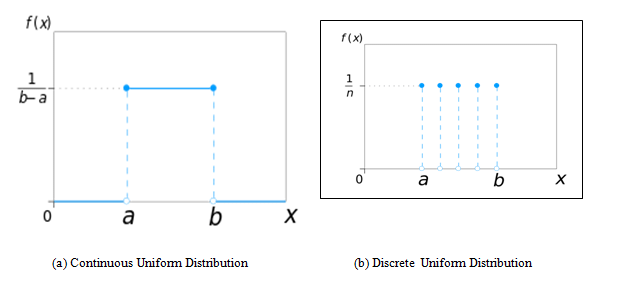 f(x)
1
b-a
0
a
b
X
(a) Continuous Uniform Distribution
f(x)
1
n
0
a
b
X
(b) Discrete Uniform Distribution